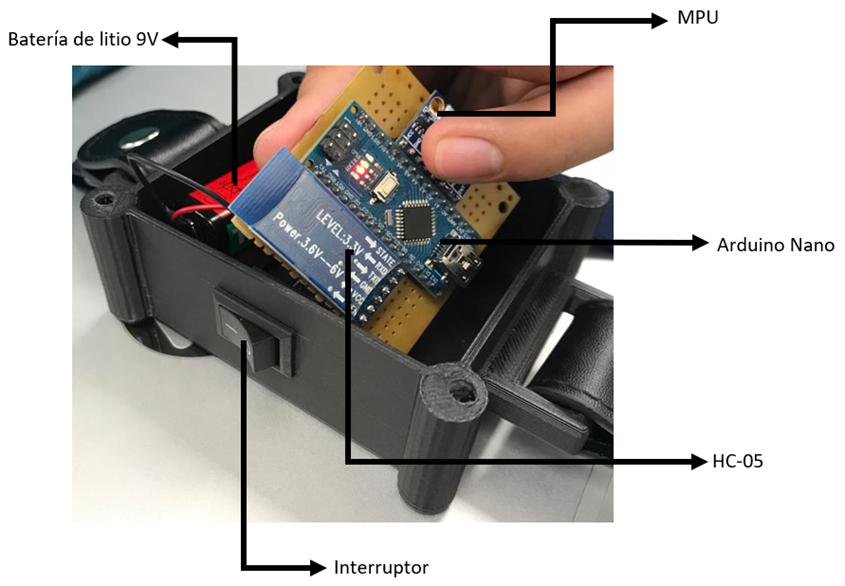 MPU
Batería de litio 9V
LEVEL:3.3V
Power:3.6V---6V
STATE
RXD
TXD
GND
VCC
Arduino Nano
HC-05
Interruptor